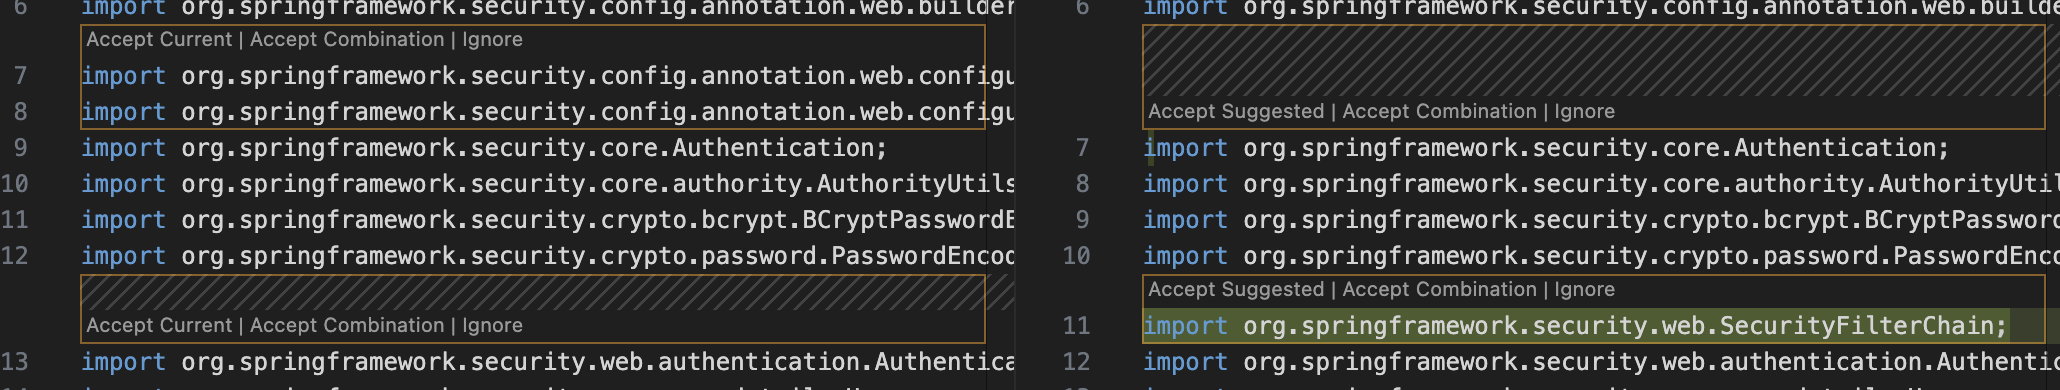 6 import org.springframework.security.config.annotation.web.builder
Accept Current | Accept Combination | Ignore
7 import org.springframework.security.config.annotation.web.configu
8 import org.springframework.security.config.annotation.web.configu
9 import org.springframework.security.core.Authentication;
10 import org.springframework.security.core.authority.AuthorityUtils
11 import org.springframework.security.crypto.bcrypt.BCryptPasswordE
12 import org.springframework.security.crypto.password.PasswordEncod
Accept Current | Accept Combination | Ignore
13 import org.springframework.security.web.authentication.Authentica
6 import org.springframework.security.config.annotation.web.builde
Accept Suggested | Accept Combination | Ignore
7 import org.springframework.security.core.Authentication;
8 import org.springframework.security.core.authority.AuthorityUtil
9 import org.springframework.security.crypto.bcrypt.BCryptPassword
10 import org.springframework.security.crypto.password.PasswordEnco
Accept Suggested | Accept Combination | Ignore
11 import org.springframework.security.web.SecurityFilterChain;
12 import org.springframework.security.web.authentication.Authentic